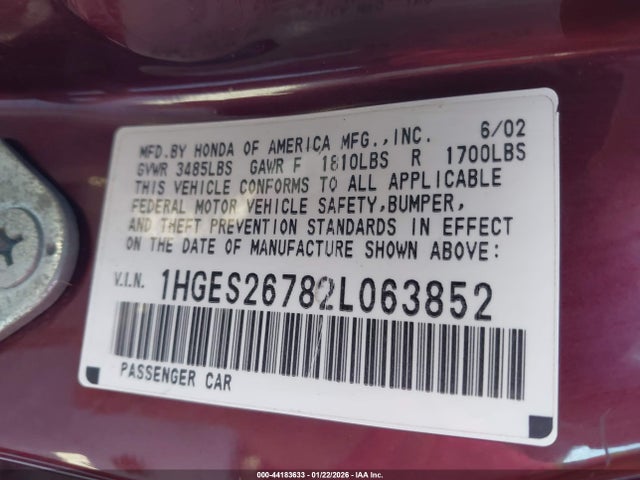 MFD.BY HONDA OF AMERICA MFG.,INC. 6/02
GVWR 3485LBS GAWR F 1810LBS R 1700LBS
THIS VEHICLE CONFORMS TO ALL APPLICABLE
FEDERAL MOTOR VEHICLE SAFETY,BUMPER,
AND THEFT PREVENTION STANDARDS IN EFFECT
ON THE DATE OF MANUFACTURE SHOWN ABOVE:
V.I.N. 1HGES26782L063852
PASSENGER CAR
000-44183633 - 01/22/2026 - IAA Inc.